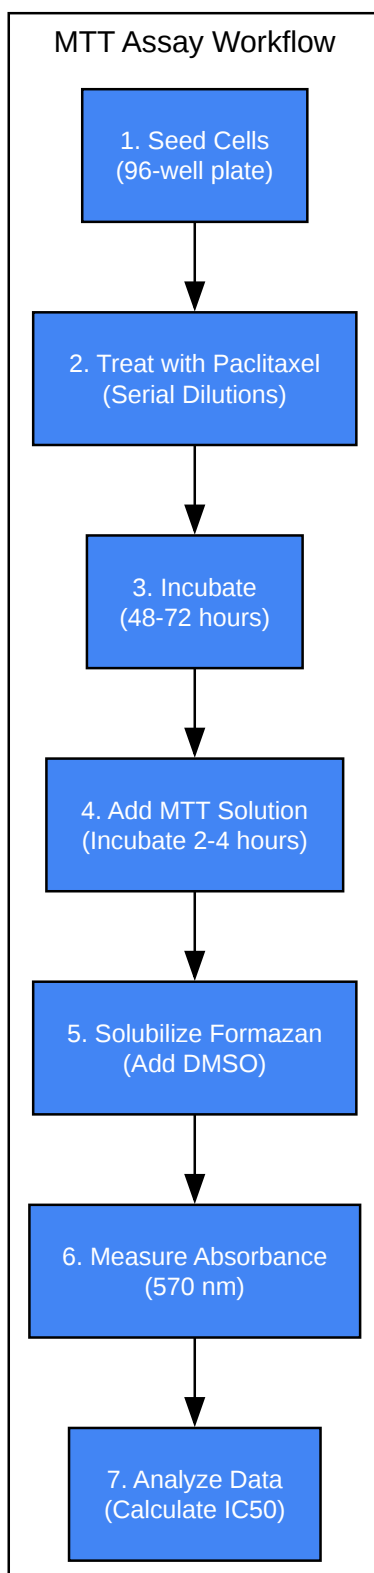 MTT Assay Workflow
1. Seed Cells
(96-well plate)
2. Treat with Paclitaxel
(Serial Dilutions)
3. Incubate
(48-72 hours)
4. Add MTT Solution
(Incubate 2-4 hours)
5. Solubilize Formazan
(Add DMSO)
6. Measure Absorbance
(570 nm)
7. Analyze Data
(Calculate IC50)